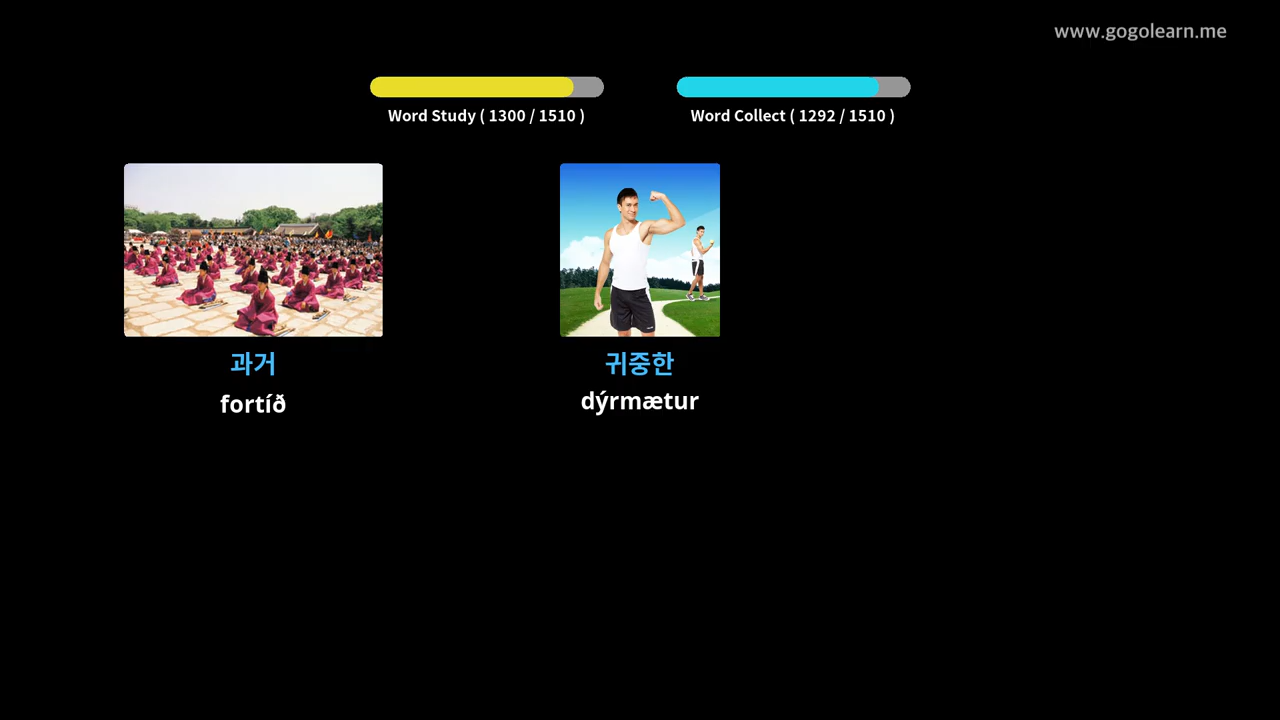 www.gogolearn.me
Word Study ( 1300 / 1510 )
Word Collect ( 1292 / 1510 )
과거
fortíð
귀중한
dýrmætur